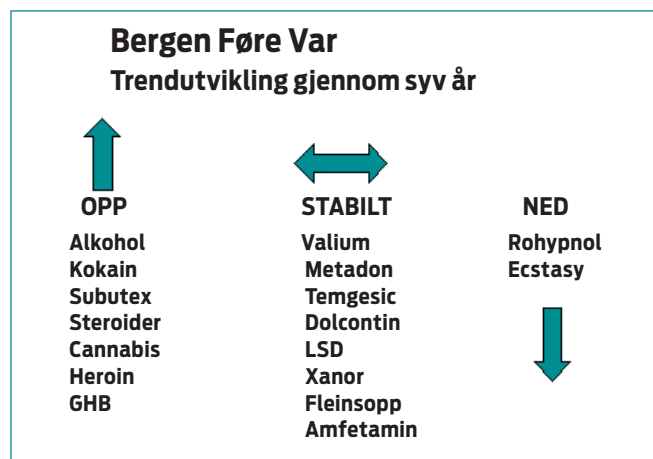 Bergen Føre Var
Trendutvikling gjennom syv år
OPP
Alkohol
Kokain
Subutex
Steroider
Cannabis
Heroin
GHB
STABILT
Valium
Metadon
Temgesic
Dolcontin
LSD
Xanor
Fleinsopp
Amfetamin
NED
Rohypnol
Ecstasy